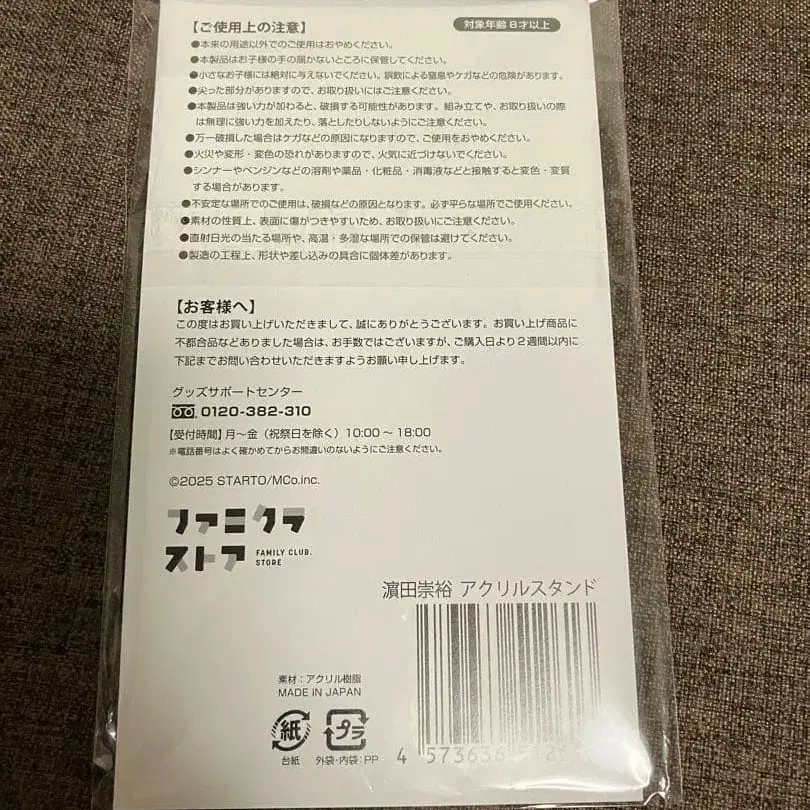 【ご使用上の注意】
対象年齢8才以上
●本来の用途以外でのご使用はおやめください。
●本製品はお子様の手の届かないところに保管してください。
●小さなお子様には絶対に与えないでください。誤飲による窒息やケガなどの危険があります。
●尖った部分がありますので、お取り扱いにはご注意ください。
●本製品は強い力が加わると、破損する可能性があります。組み立てや、お取り扱いの際
は無理に強い力を加えたり、落としたりしないようにご注意ください。
●万一破損した場合はケガなどの原因になりますので、ご使用をおやめください。
●火災や変形・変色の恐れがありますので、火気に近づけないでください。
●シンナーやベンジンなどの溶剤や薬品・化粧品・消毒液などと接触すると変色・変質
する場合があります。
●不安定な場所でのご使用は、破損などの原因となります。必ず平らな場所でご使用ください。
●素材の性質上、表面に傷がつきやすいため、お取り扱いにご注意ください。
●直射日光の当たる場所や、高温・多湿な場所での保管は避けてください。
●製造の工程上、形状や差し込みの具合に個体差があります。
【お客様へ】
この度はお買い上げいただきまして、誠にありがとうございます。お買い上げ商品に
不都合品などありました場合は、お手数ではございますが、ご購入日より2週間以内に
下記までお問い合わせいただきますようお願い申し上げます。
グッズサポートセンター
0120-382-310
【受付時間】月〜金（祝祭日を除く）10:00〜18:00
※電話番号はよく確かめてからお間違いのないようにご注意ください。
©2025 STARTO/MCo.inc.
ファミクラ
ストア
FAMILY CLUB.
STORE
濵田崇裕 アクリルスタンド
素材：アクリル樹脂
MADE IN JAPAN
紙
プラ
台紙
外袋・内袋：PP
4 573636